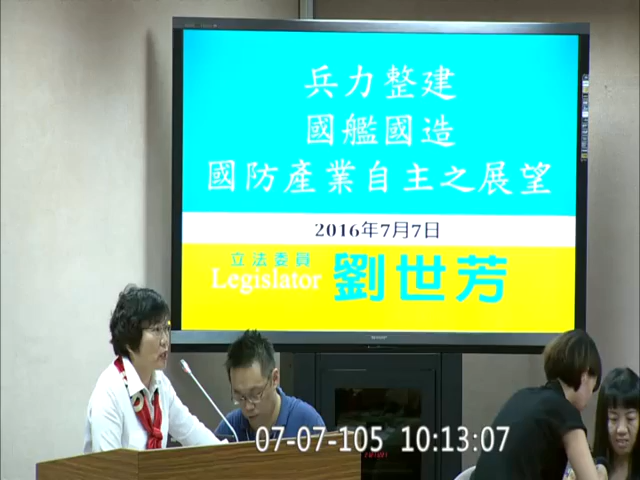 兵力整建
國艦國造
國防產業自主之展望
2016年7月7日
立法委員
Legislator
劉世芳
07-07-105 10:13:07